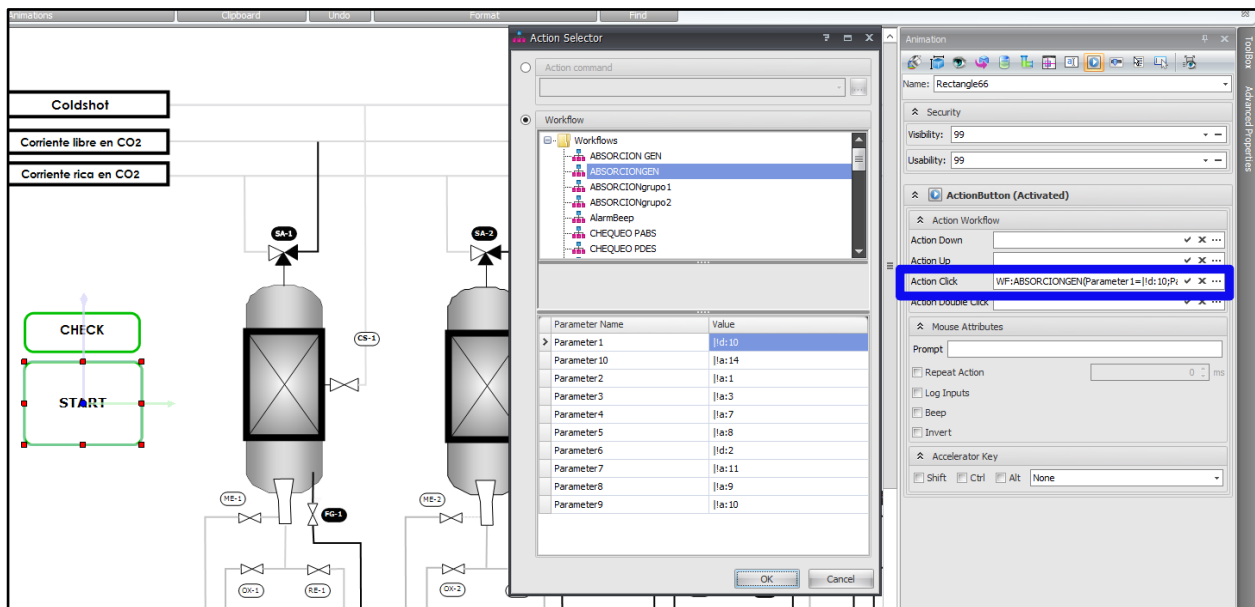 Animations
Clipboard
Undo
Format
Find
Coldshot
Corriente libre en CO2
Corriente rica en CO2
SA-1
SA-2
CS-1
CHECK
START
ME-1
ME-2
FG-1
OX-1
RE-1
OX-2
Action Selector
Action command
Workflow
Workflows
ABSORCION GEN
ABSORCIONGEN
ABSORCIONgrupo1
ABSORCIONgrupo2
AlarmBeep
CHEQUEO PABS
CHEQUEO PDES
Parameter Name Value
Parameter1 |!d:10
Parameter10 |!a:14
Parameter2 |!a:1
Parameter3 |!a:3
Parameter4 |!a:7
Parameter5 |!a:8
Parameter6 |!d:2
Parameter7 |!a:11
Parameter8 |!a:9
Parameter9 |!a:10
OK Cancel
Animation
Name: Rectangle66
Security
Visibility: 99
Usability: 99
ActionButton (Activated)
Action Workflow
Action Down
Action Up
Action Click WF:ABSORCIONGEN(Parameter1=|!d:10;Pa
Action Double Click
Mouse Attributes
Prompt
Repeat Action 0 ms
Log Inputs
Beep
Invert
Accelerator Key
Shift Ctrl Alt None
ToolBox
Advanced Properties